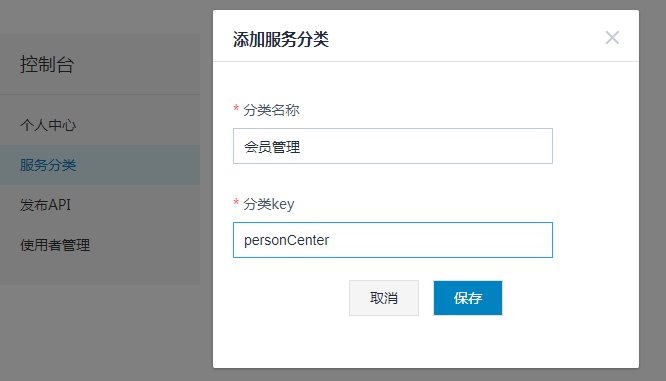 控制台
个人中心
服务分类
发布API
使用者管理
添加服务分类
* 分类名称
会员管理
* 分类key
personCenter
取消
保存